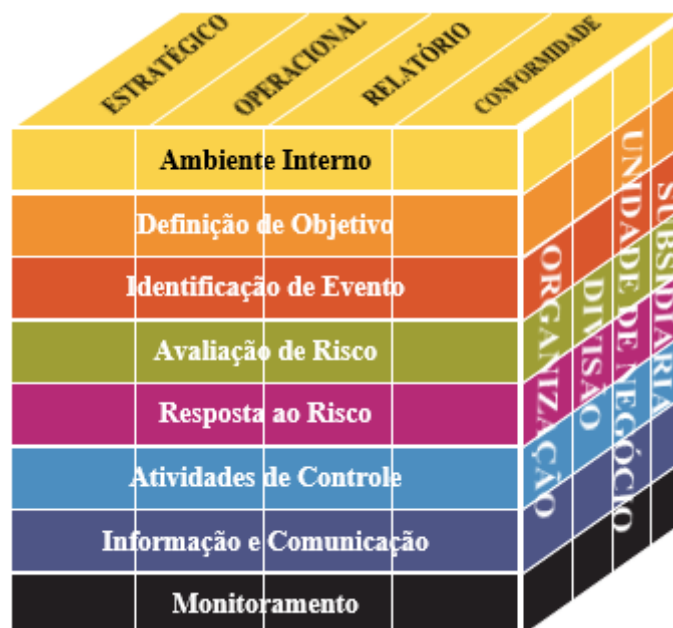 ESTRATÉGICO
OPERACIONAL
RELATÓRIO
CONFORMIDADE
Ambiente Interno
Definição de Objetivo
Identificação de Evento
Avaliação de Risco
Resposta ao Risco
Atividades de Controle
Informação e Comunicação
Monitoramento
ORGANIZAÇÃO
DIVISÃO
UNIDADE DE NEGÓCIO
SUBSNDIARIA